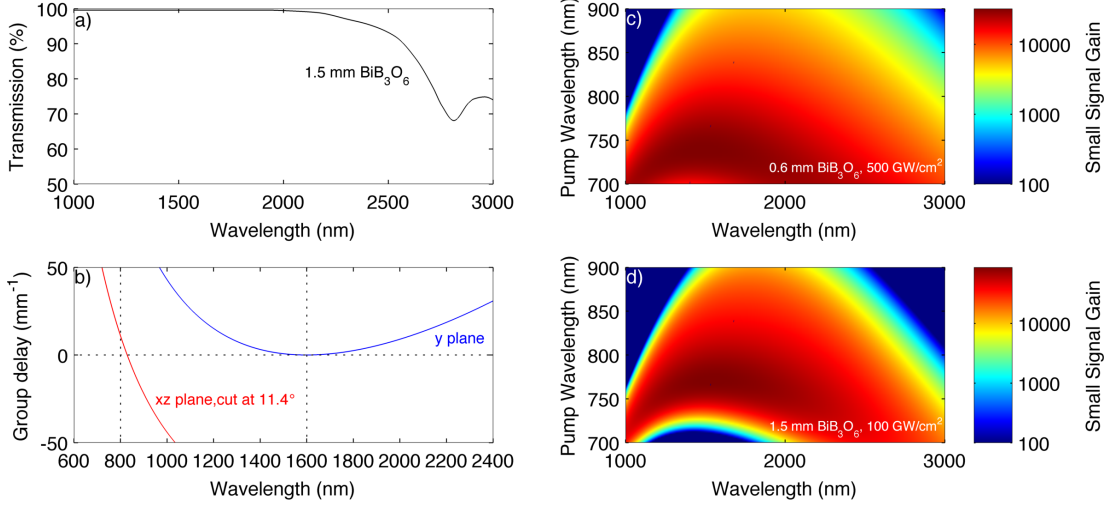 a)
Transmission (%)
100
90
80
70
60
50
1.5 mm BiB3O6
1000
1500
2000
2500
3000
Wavelength (nm)
b)
Group delay (mm-1)
50
0
-50
y plane
xz plane,cut at 11.4°
600
800
1000
1200
1400
1600
1800
2000
2200
2400
Wavelength (nm)
c)
Pump Wavelength (nm)
900
850
800
750
700
0.6 mm BiB3O6, 500 GW/cm2
1000
2000
3000
Wavelength (nm)
10000
1000
100
Small Signal Gain
d)
Pump Wavelength (nm)
900
850
800
750
700
1.5 mm BiB3O6, 100 GW/cm2
1000
2000
3000
Wavelength (nm)
10000
1000
100
Small Signal Gain